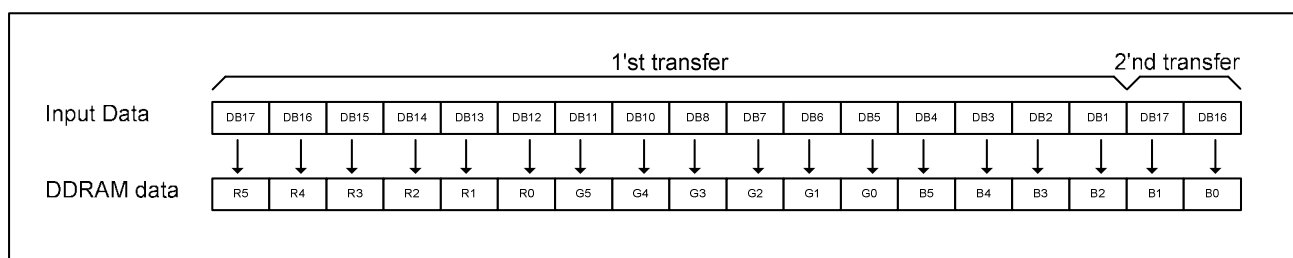 1'st transfer 2'nd transfer
Input Data DB17 DB16 DB15 DB14 DB13 DB12 DB11 DB10 DB8 DB7 DB6 DB5 DB4 DB3 DB2 DB1 DB17 DB16
DDRAM data R5 R4 R3 R2 R1 R0 G5 G4 G3 G2 G1 G0 B5 B4 B3 B2 B1 B0